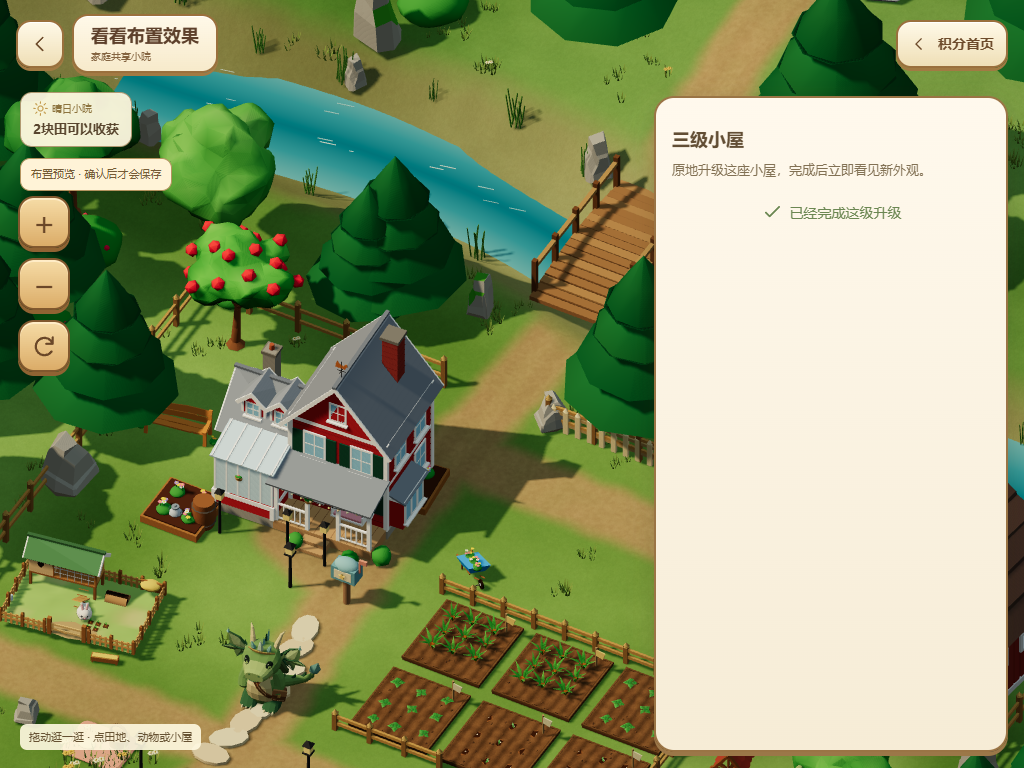 看看布置效果
家庭共享小院
积分首页
晴日小院
2块田可以收获
布置预览 · 确认后才会保存
三级小屋
原地升级这座小屋，完成后立即看见新外观。
已经完成这级升级
拖动逛一逛 · 点田地、动物或小屋